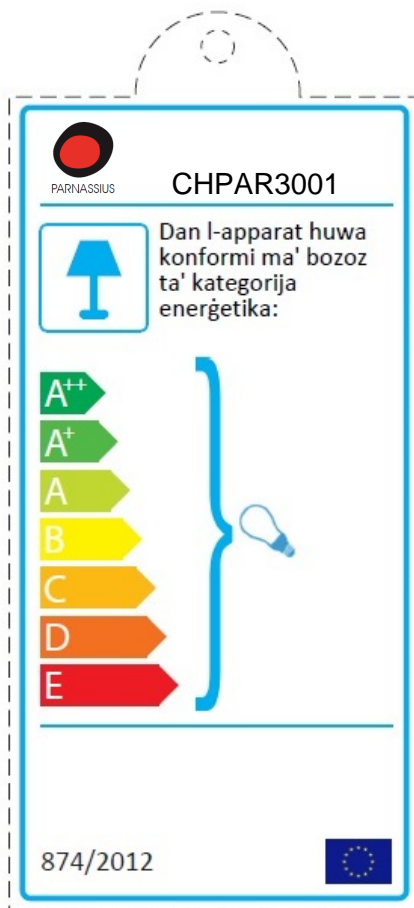 PARNASSIUS
CHPAR3001
Dan l-apparat huwa
konformi ma' bozoz
ta' kategorija
enerġetika:
A++
A+
A
B
C
D
E
874/2012